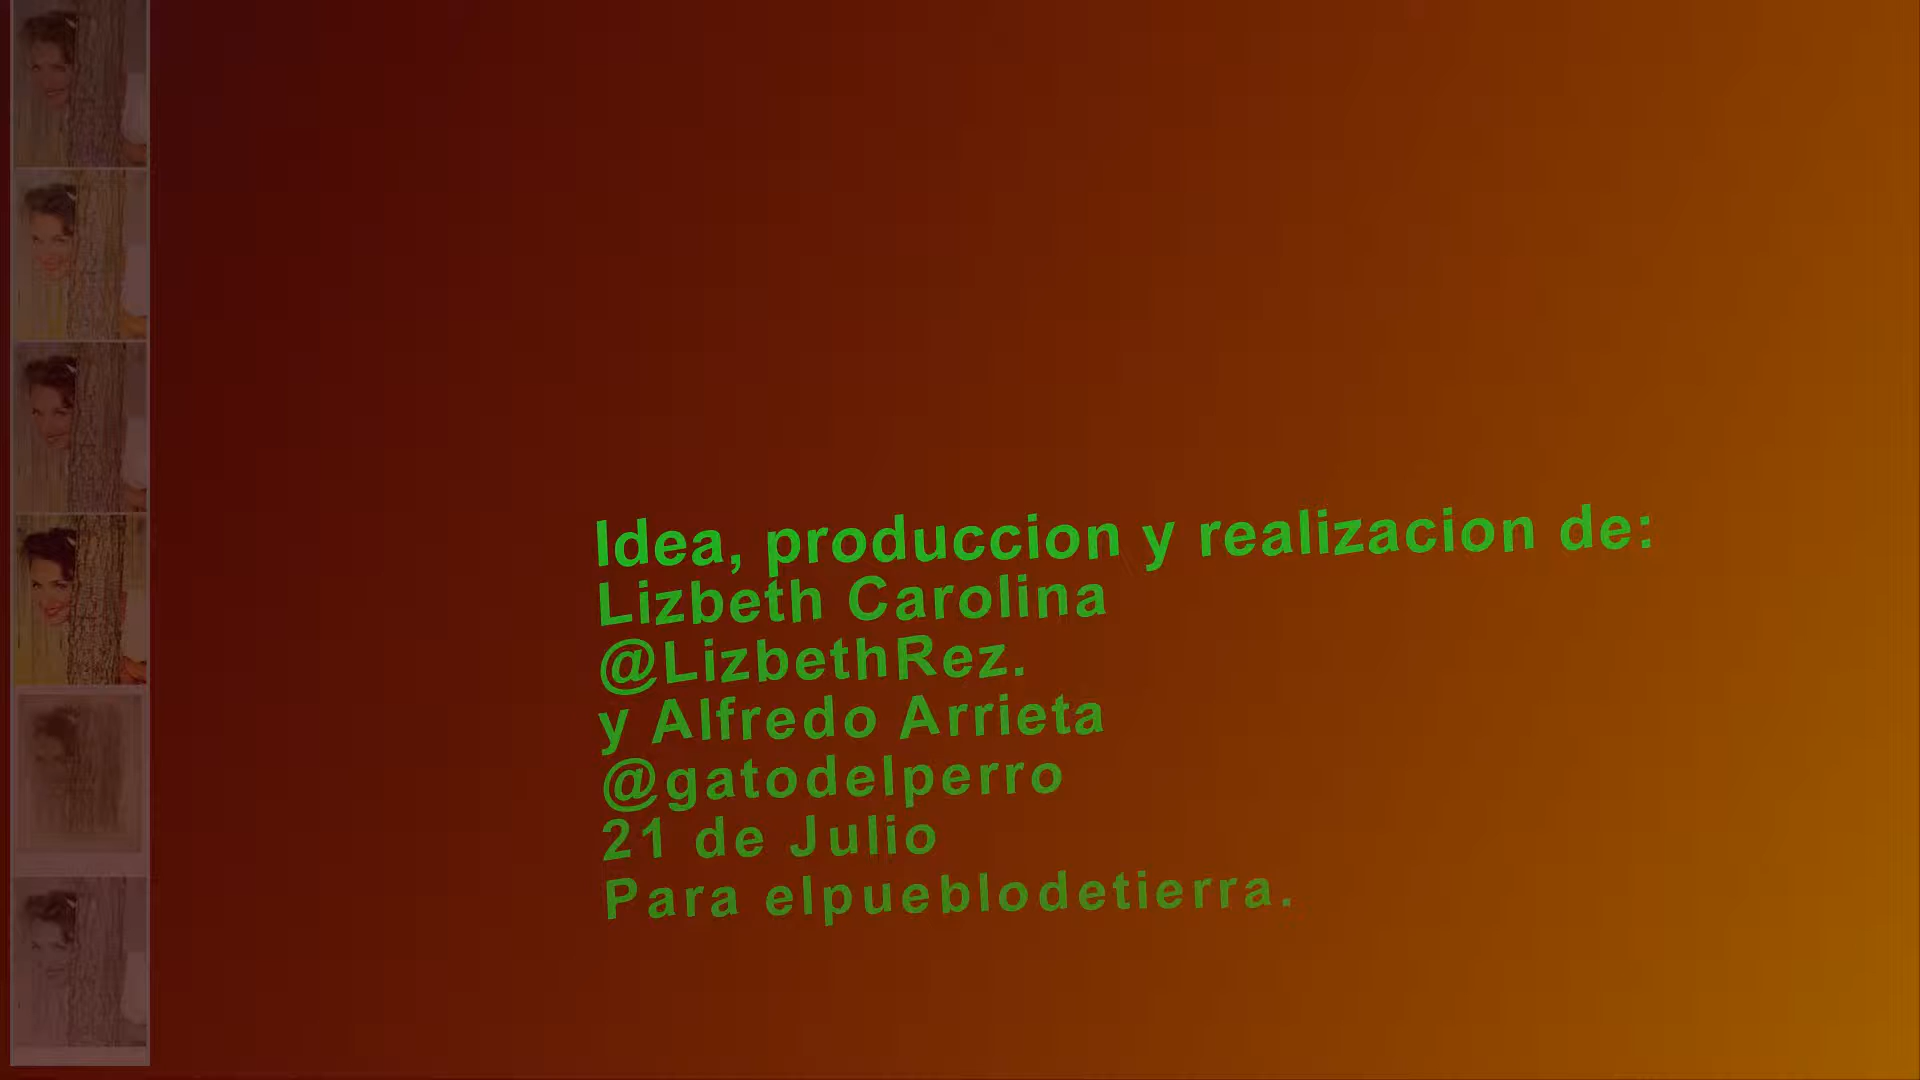 Idea, produccion y realizacion de:
Lizbeth Carolina
@LizbethRez.
y Alfredo Arrieta
@gatodelperro
21 de Julio
Para elpueblodetierra.